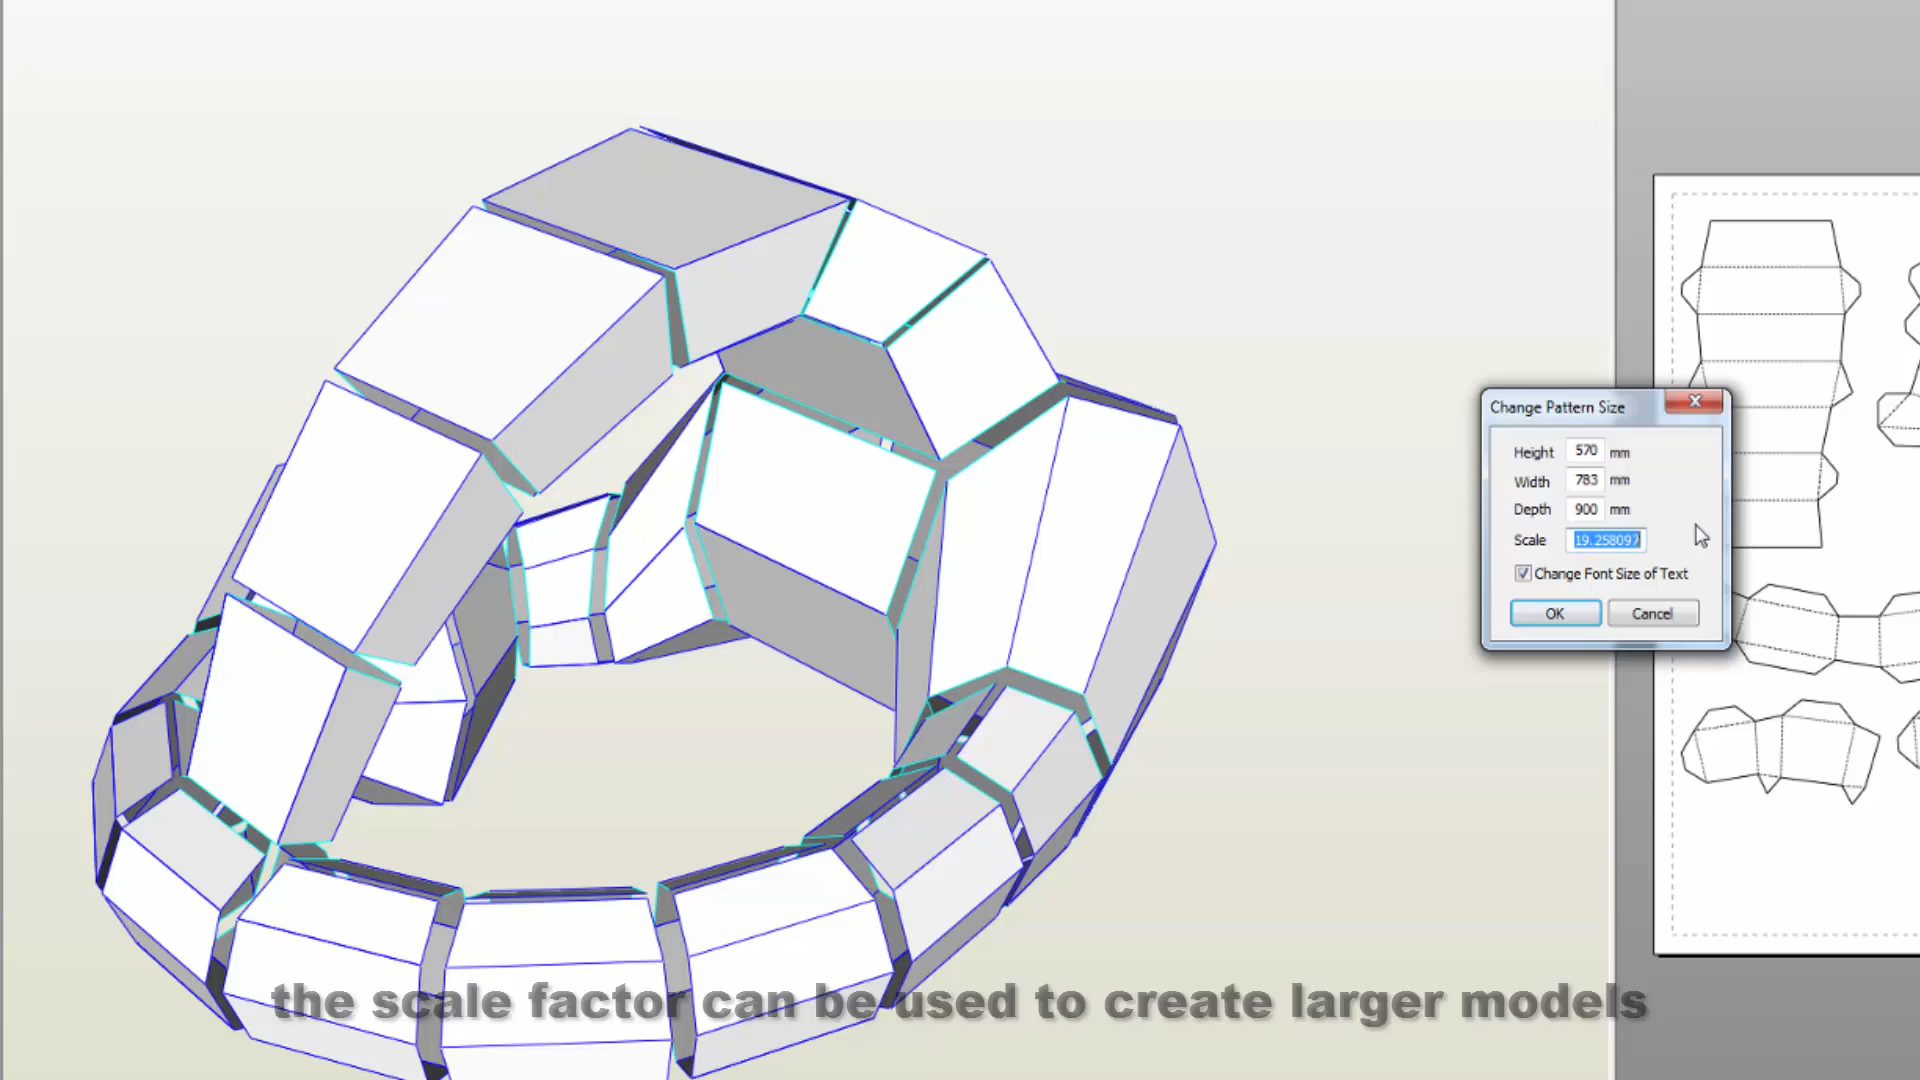 Change Pattern Size
Height 570 mm
Width 783 mm
Depth 900 mm
Scale 19.258097
Change Font Size of Text
OK Cancel
the scale factor can be used to create larger models